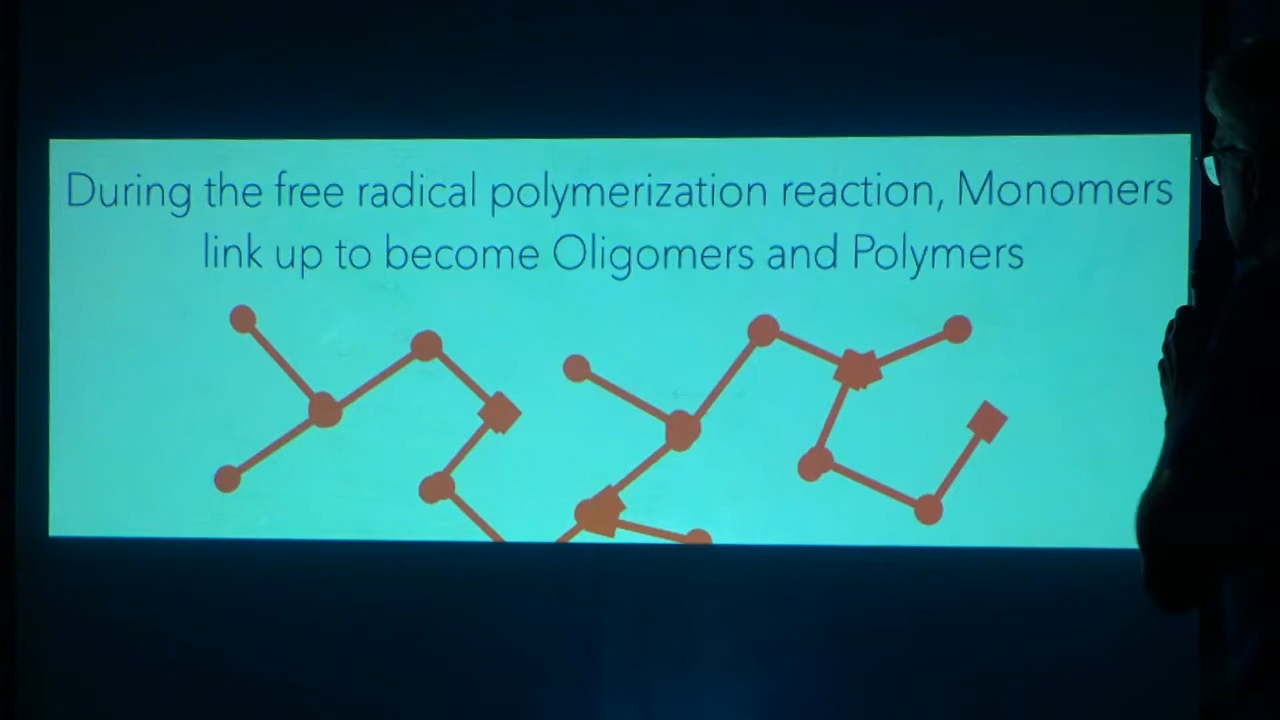 During the free radical polymerization reaction, Monomers
link up to become Oligomers and Polymers